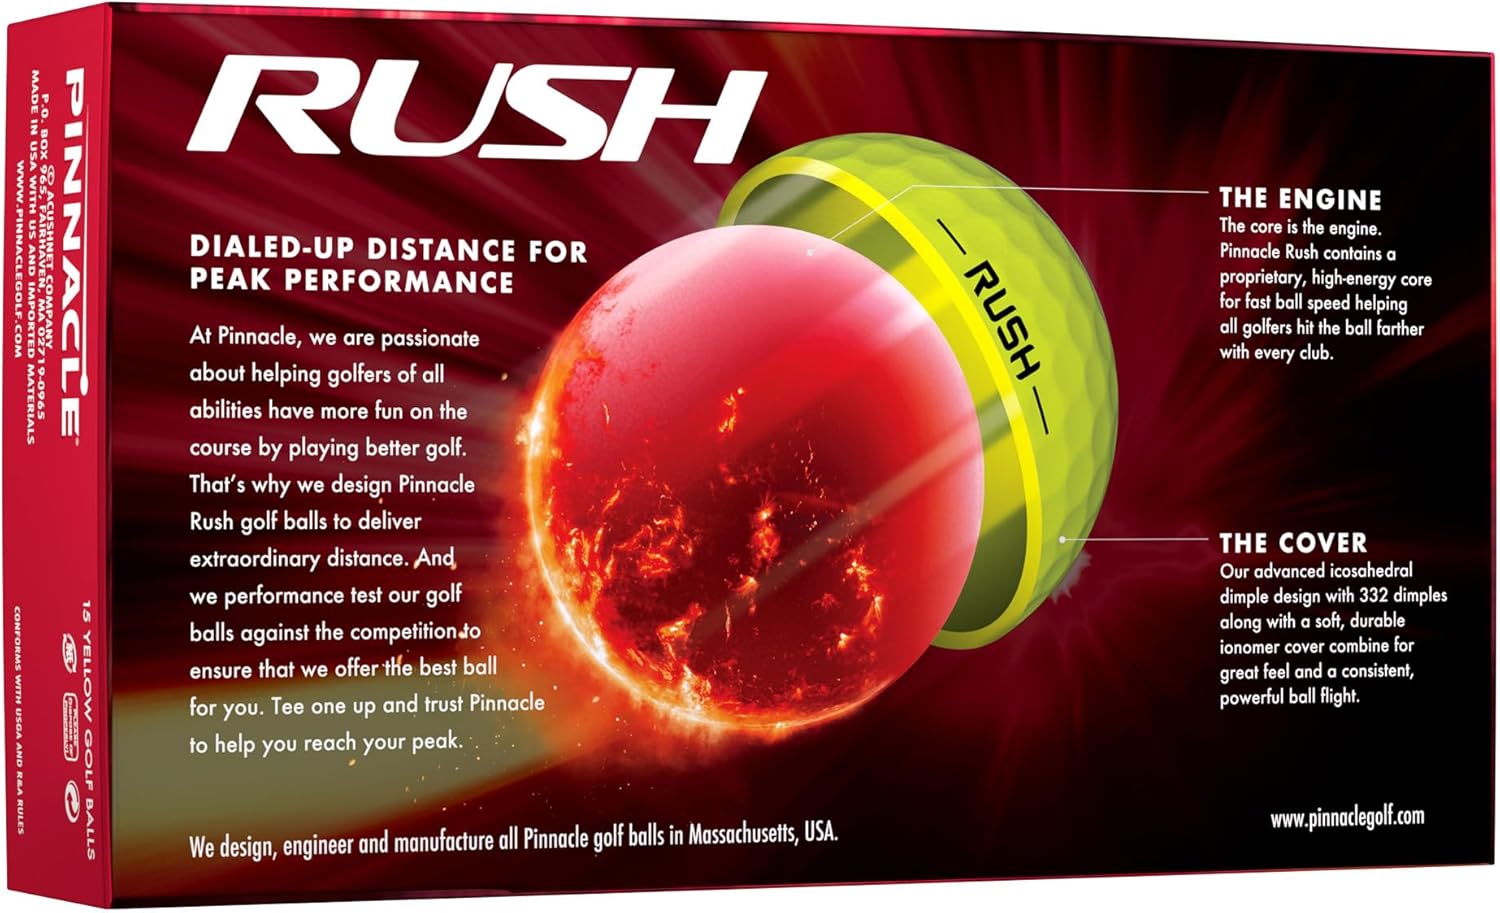 RUSH
DIALED-UP DISTANCE FOR
PEAK PERFORMANCE
At Pinnacle, we are passionate
about helping golfers of all
abilities have more fun on the
course by playing better golf.
That's why we design Pinnacle
Rush golf balls to deliver
extraordinary distance. And,
we performance test our golf
balls against the competition to
ensure that we offer the best ball
for you. Tee one up and trust Pinnacle
to help you reach your peak.
We design, engineer and manufacture all Pinnacle golf balls in Massachusetts, USA.
— RUSH —
THE ENGINE
The core is the engine.
Pinnacle Rush contains a
proprietary, high-energy core
for fast ball speed helping
all golfers hit the ball farther
with every club.
THE COVER
Our advanced icosahedral
dimple design with 332 dimples
along with a soft, durable
ionomer cover combine for
great feel and a consistent,
powerful ball flight.
www.pinnaclegolf.com
PINNACLE®
© ACUSHNET COMPANY
P.O. BOX 965, FAIRHAVEN, MA 02719-0965
MADE IN USA WITH US AND IMPORTED MATERIALS
WWW.PINNACLEGOLF.COM
15 YELLOW GOLF BALLS
CONFORMS WITH USGA AND R&A RULES